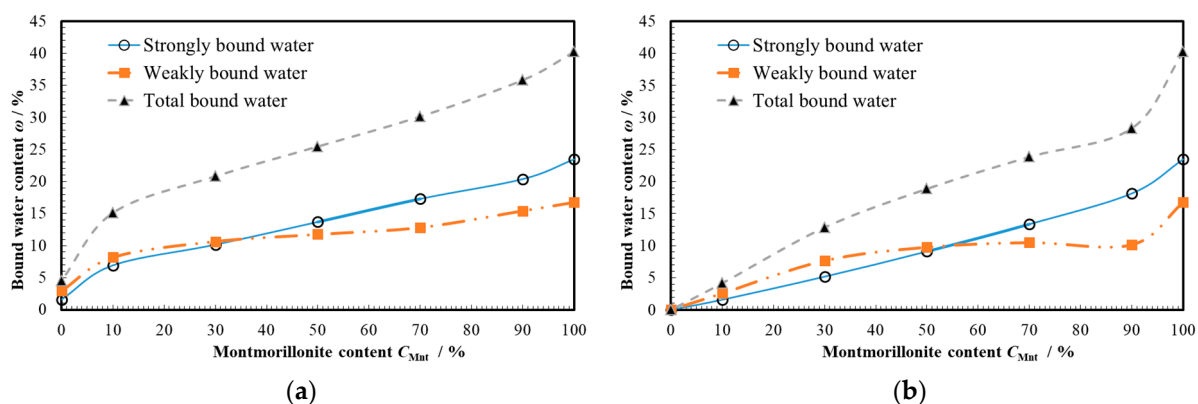 45
40
35
30
25
20
15
10
5
0
Bound water content ω / %
Strongly bound water
Weakly bound water
Total bound water
0 10 20 30 40 50 60 70 80 90 100
Montmorillonite content CMnt / %
(a)
45
40
35
30
25
20
15
10
5
0
Bound water content ω / %
Strongly bound water
Weakly bound water
Total bound water
0 10 20 30 40 50 60 70 80 90 100
Montmorillonite content CMnt / %
(b)